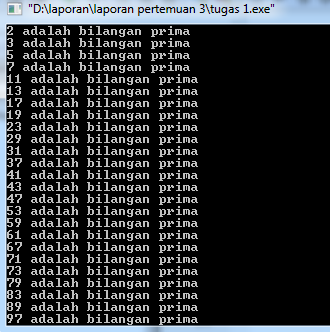 "D:\laporan\laporan pertemuan 3\tugas 1.exe"
2 adalah bilangan prima
3 adalah bilangan prima
5 adalah bilangan prima
7 adalah bilangan prima
11 adalah bilangan prima
13 adalah bilangan prima
17 adalah bilangan prima
19 adalah bilangan prima
23 adalah bilangan prima
29 adalah bilangan prima
31 adalah bilangan prima
37 adalah bilangan prima
41 adalah bilangan prima
43 adalah bilangan prima
47 adalah bilangan prima
53 adalah bilangan prima
59 adalah bilangan prima
61 adalah bilangan prima
67 adalah bilangan prima
71 adalah bilangan prima
73 adalah bilangan prima
79 adalah bilangan prima
83 adalah bilangan prima
89 adalah bilangan prima
97 adalah bilangan prima